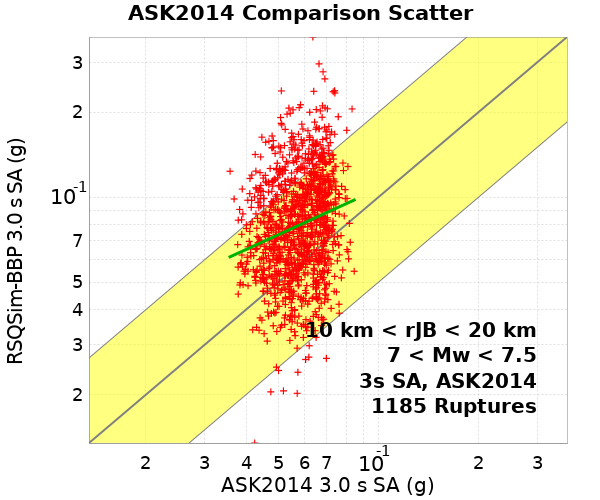 ASK2014 Comparison Scatter
RSQSim-BBP 3.0 s SA (g)
3
2
10-1
7
5
4
3
2
10 km < rJB < 20 km
7 < Mw < 7.5
3s SA, ASK2014
1185 Ruptures
2 3 4 5 6 7 10-1 2 3
ASK2014 3.0 s SA (g)